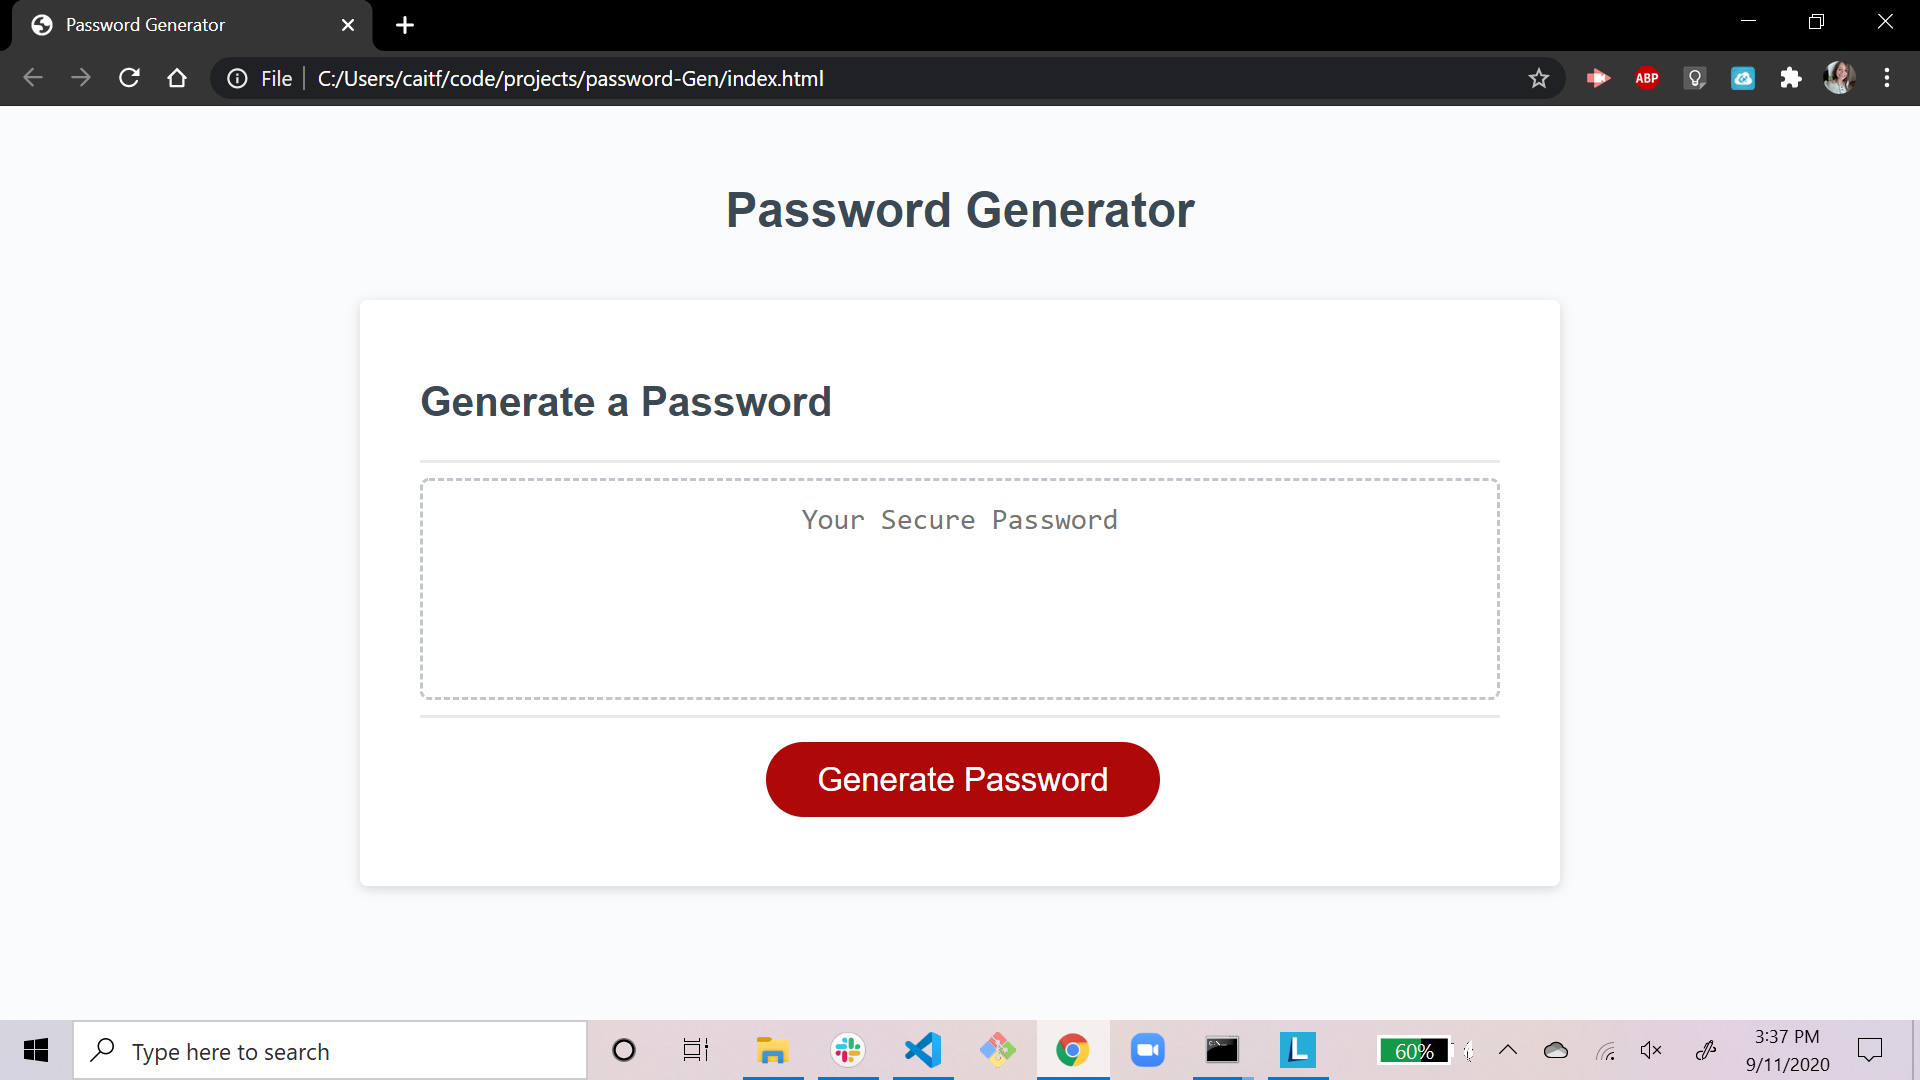 Password Generator
File
C:/Users/caitf/code/projects/password-Gen/index.html
ABP
Password Generator
Generate a Password
Your Secure Password
Generate Password
Type here to search
L
60%
3:37 PM
9/11/2020